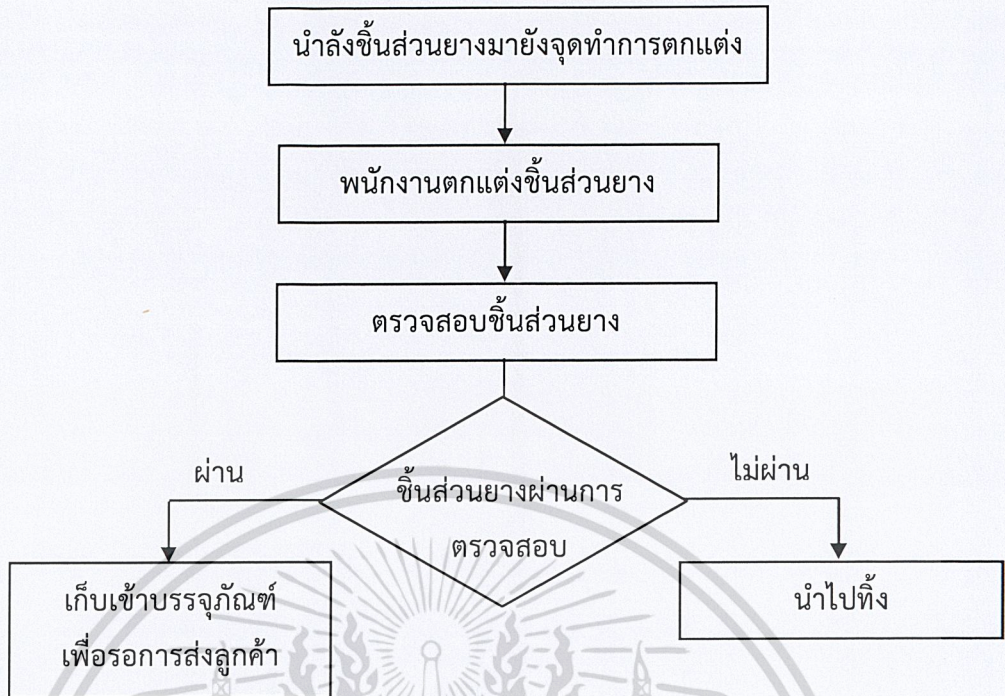 นำลังชิ้นส่วนยางมายังจุดทำการตกแต่ง
พนักงานตกแต่งชิ้นส่วนยาง
ตรวจสอบชิ้นส่วนยาง
ผ่าน
ชิ้นส่วนยางผ่านการ
ตรวจสอบ
ไม่ผ่าน
เก็บเข้าบรรจุภัณฑ์
เพื่อรอการส่งลูกค้า
นำไปทิ้ง